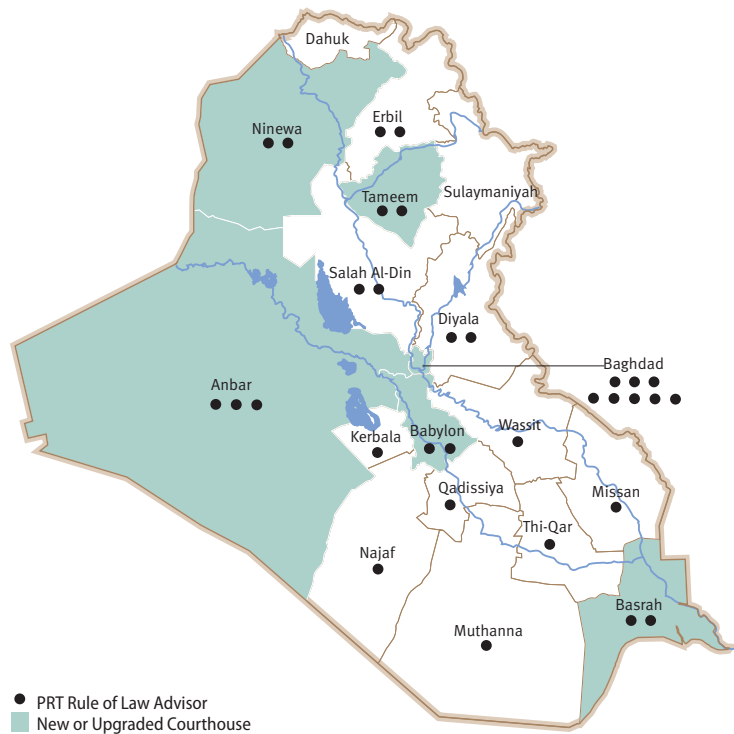 Dahuk
Erbil
Ninewa
Tameem
Sulaymaniyah
Salah Al-Din
Diyala
Baghdad
Anbar
Kerbala
Babylon
Wassit
Qadissiya
Missan
Thi-Qar
Najaf
Basrah
Muthanna
PRT Rule of Law Advisor
New or Upgraded Courthouse